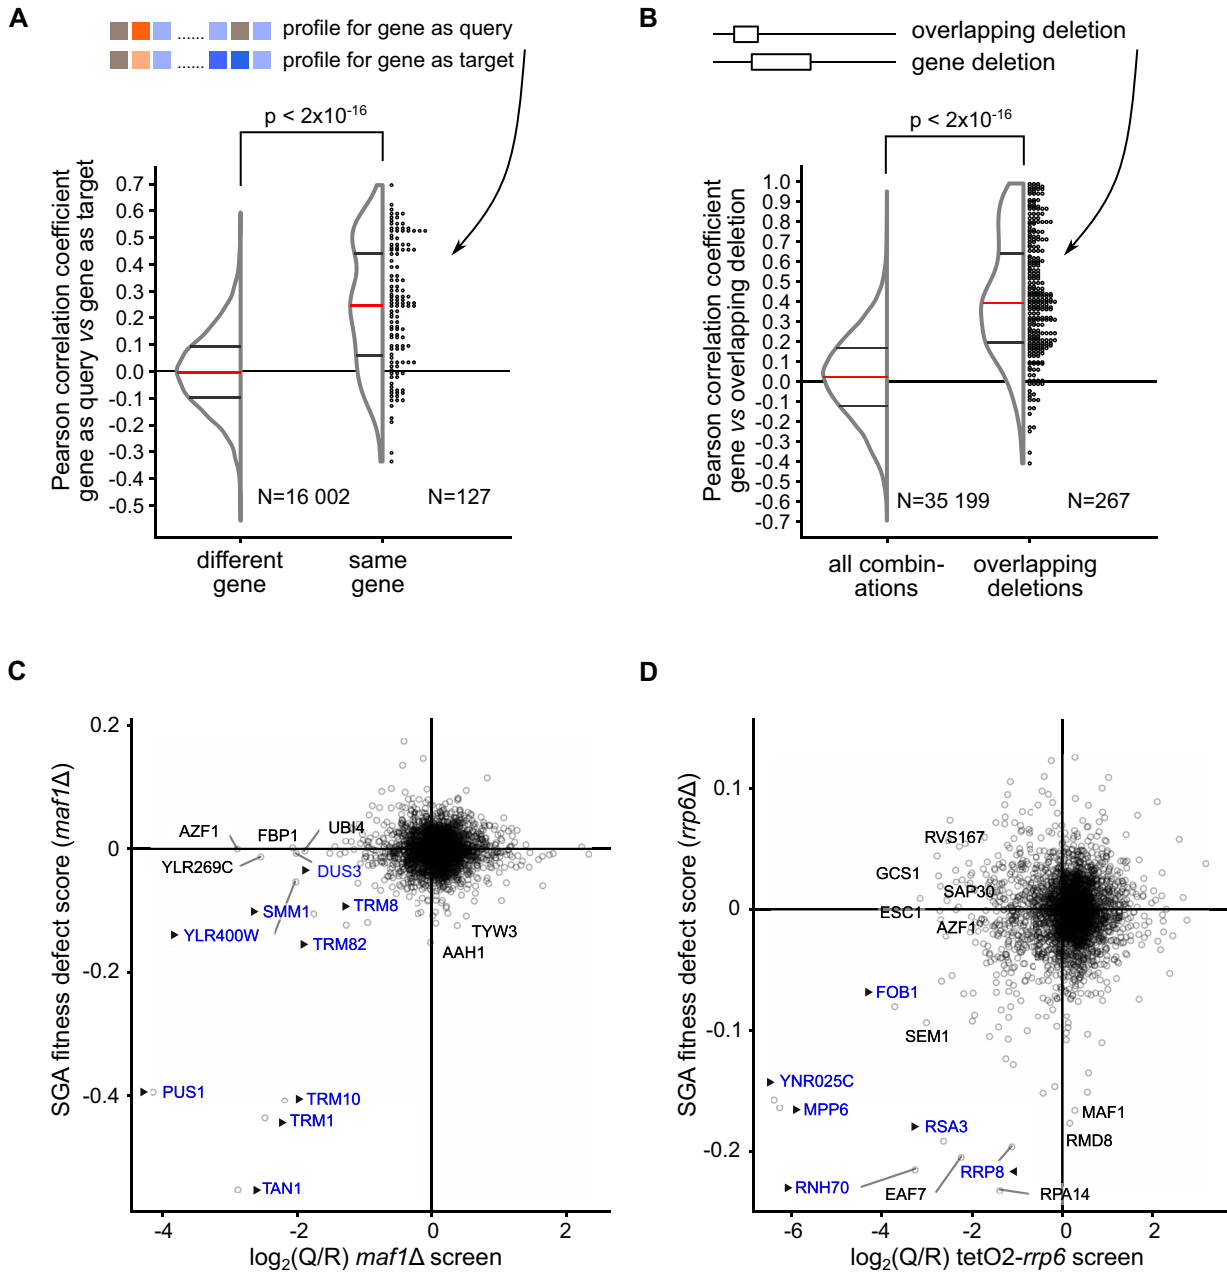 A
profile for gene as query
profile for gene as target
p < 2x10-16
Pearson correlation coefficient
gene as query vs gene as target
0.7
0.6
0.5
0.4
0.3
0.2
0.1
0.0
-0.1
-0.2
-0.3
-0.4
-0.5
N=16 002
N=127
different
gene
same
gene
B
overlapping deletion
gene deletion
p < 2x10-16
Pearson correlation coefficient
gene vs overlapping deletion
1.0
0.9
0.8
0.7
0.6
0.5
0.4
0.3
0.2
0.1
0.0
-0.1
-0.2
-0.3
-0.4
-0.5
-0.6
-0.7
N=35 199
N=267
all combin-
ations
overlapping
deletions
C
SGA fitness defect score (maf1Δ)
0.2
0
-0.2
-0.4
AZF1
FBP1
UBI4
YLR269C
DUS3
SMM1
TRM8
YLR400W
TRM82
TYW3
AAH1
PUS1
TRM10
TRM1
TAN1
-4
-2
0
2
log2(Q/R) maf1Δ screen
D
SGA fitness defect score (rrp6Δ)
0.1
0
-0.1
-0.2
RVS167
GCS1
SAP30
ESC1
AZF1
FOB1
SEM1
YNR025C
MPP6
MAF1
RSA3
RMD8
RRP8
RNH70
EAF7
RPA14
-6
-4
-2
0
2
log2(Q/R) tetO2-rrp6 screen